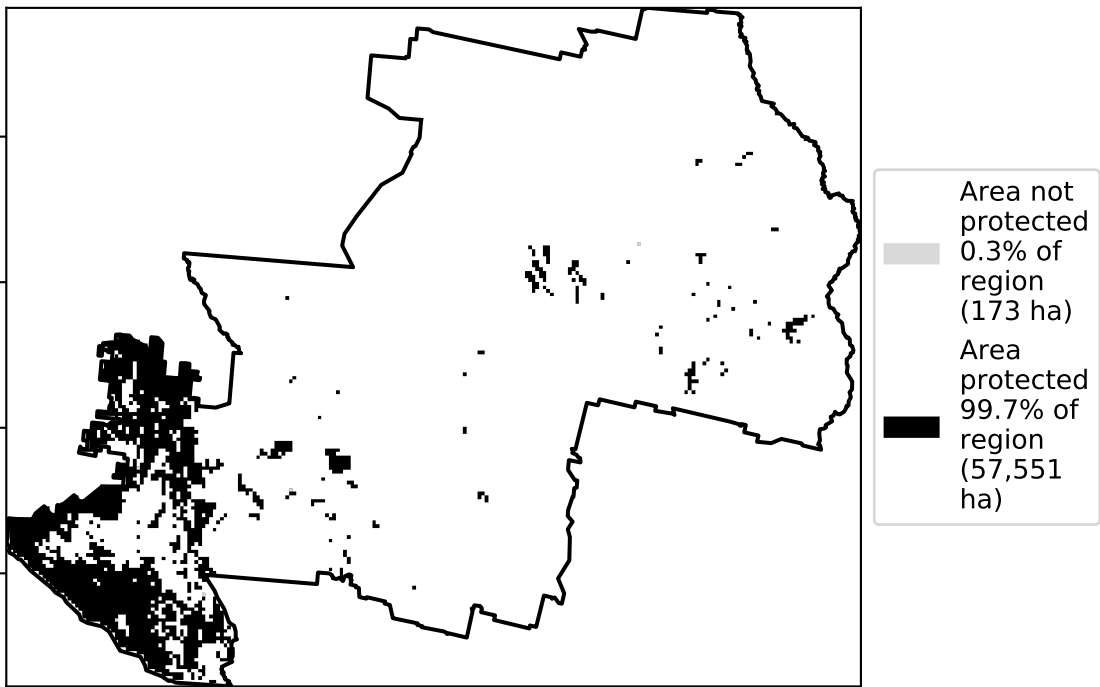 Area not
protected
0.3% of
region
(173 ha)
Area
protected
99.7% of
region
(57,551
ha)